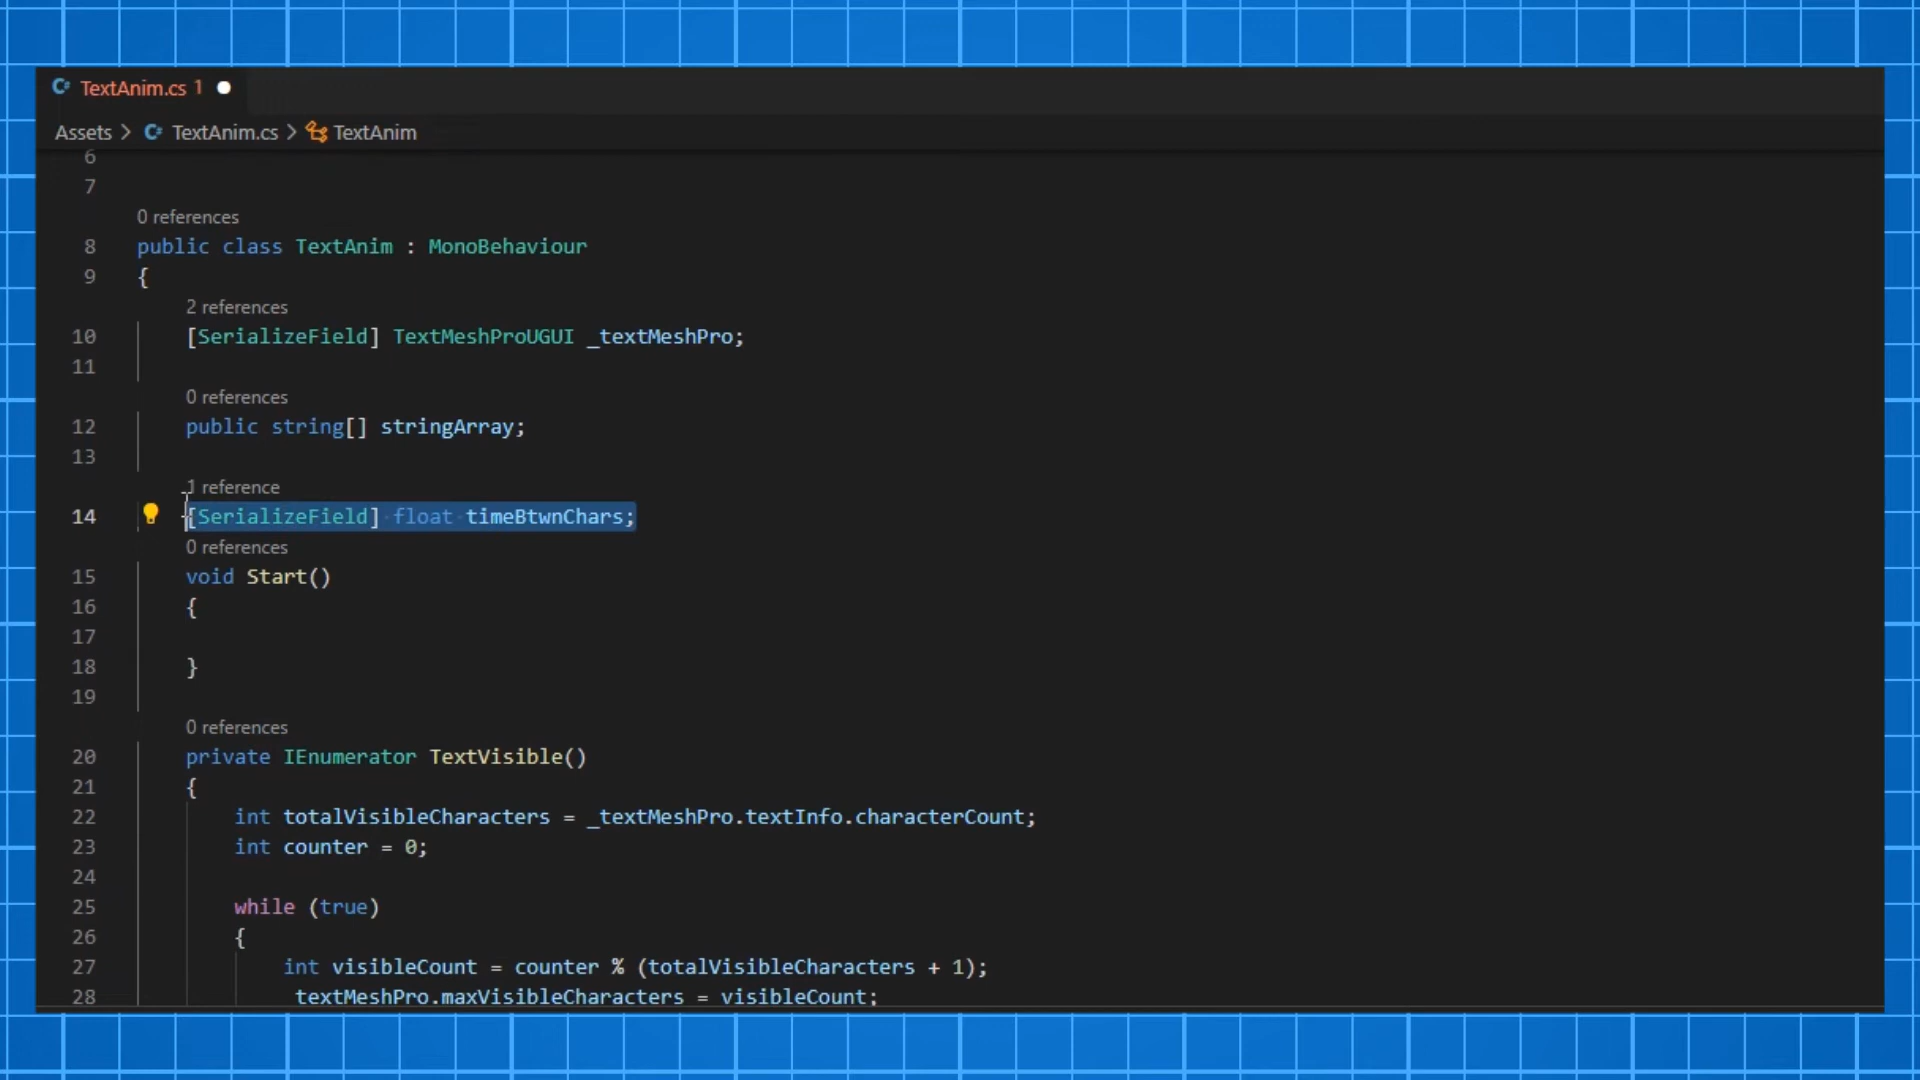 TextAnim.cs 1
Assets > TextAnim.cs > TextAnim
6
7
0 references
8 public class TextAnim : MonoBehaviour
9 {
2 references
10 [SerializeField] TextMeshProUGUI _textMeshPro;
11
0 references
12 public string[] stringArray;
13
1 reference
14 [SerializeField] float timeBtwnChars;
0 references
15 void Start()
16 {
17
18 }
19
0 references
20 private IEnumerator TextVisible()
21 {
22 int totalVisibleCharacters = _textMeshPro.textInfo.characterCount;
23 int counter = 0;
24
25 while (true)
26 {
27 int visibleCount = counter % (totalVisibleCharacters + 1);
28 textMeshPro.maxVisibleCharacters = visibleCount;